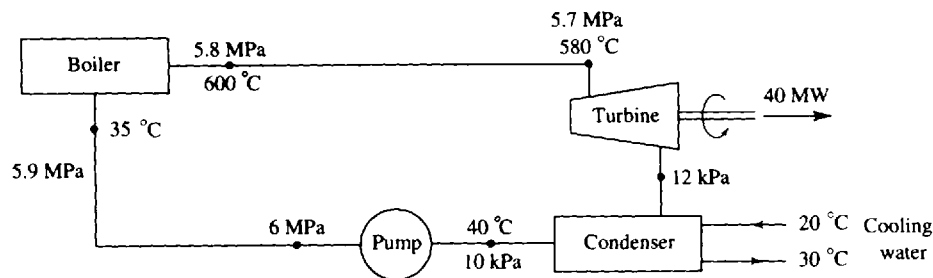 5.7 MPa
5.8 MPa
580 °C
Boiler
600 °C
40 MW
Turbine
35 °C
5.9 MPa
12 kPa
6 MPa
Pump
40 °C
10 kPa
Condenser
20 °C
Cooling
30 °C
water